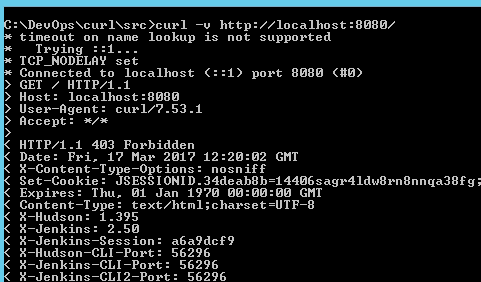 C:\DevOps\curl\src>curl -v http://localhost:8080/
* timeout on name lookup is not supported
*   Trying ::1...
* TCP_NODELAY set
* Connected to localhost (::1) port 8080 (#0)
> GET / HTTP/1.1
> Host: localhost:8080
> User-Agent: curl/7.53.1
> Accept: */*
>
< HTTP/1.1 403 Forbidden
< Date: Fri, 17 Mar 2017 12:20:02 GMT
< X-Content-Type-Options: nosniff
< Set-Cookie: JSESSIONID.34deab8b=14406sagr4ldw8rn8nnqa38fg;
< Expires: Thu, 01 Jan 1970 00:00:00 GMT
< Content-Type: text/html;charset=UTF-8
< X-Hudson: 1.395
< X-Jenkins: 2.50
< X-Jenkins-Session: a6a9dcf9
< X-Hudson-CLI-Port: 56296
< X-Jenkins-CLI-Port: 56296
< X-Jenkins-CLI2-Port: 56296